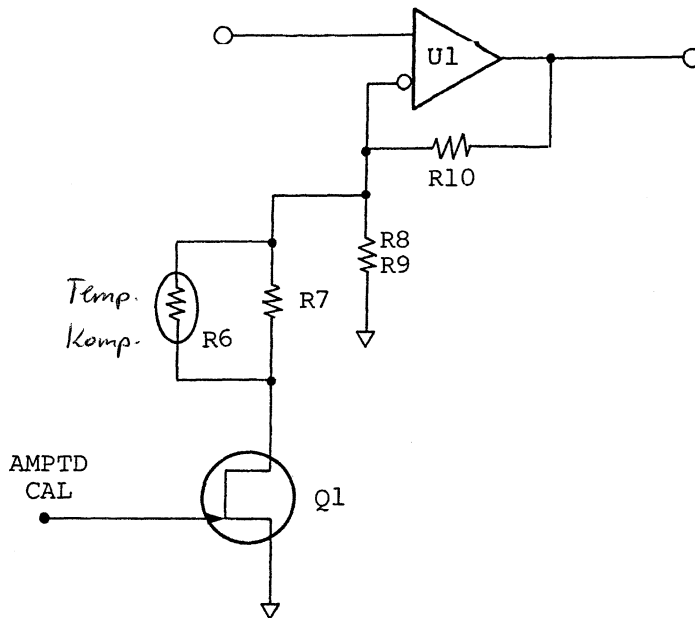 U1
R10
R8
R9
Temp.
Komp.
R7
R6
AMPTD
CAL
Q1